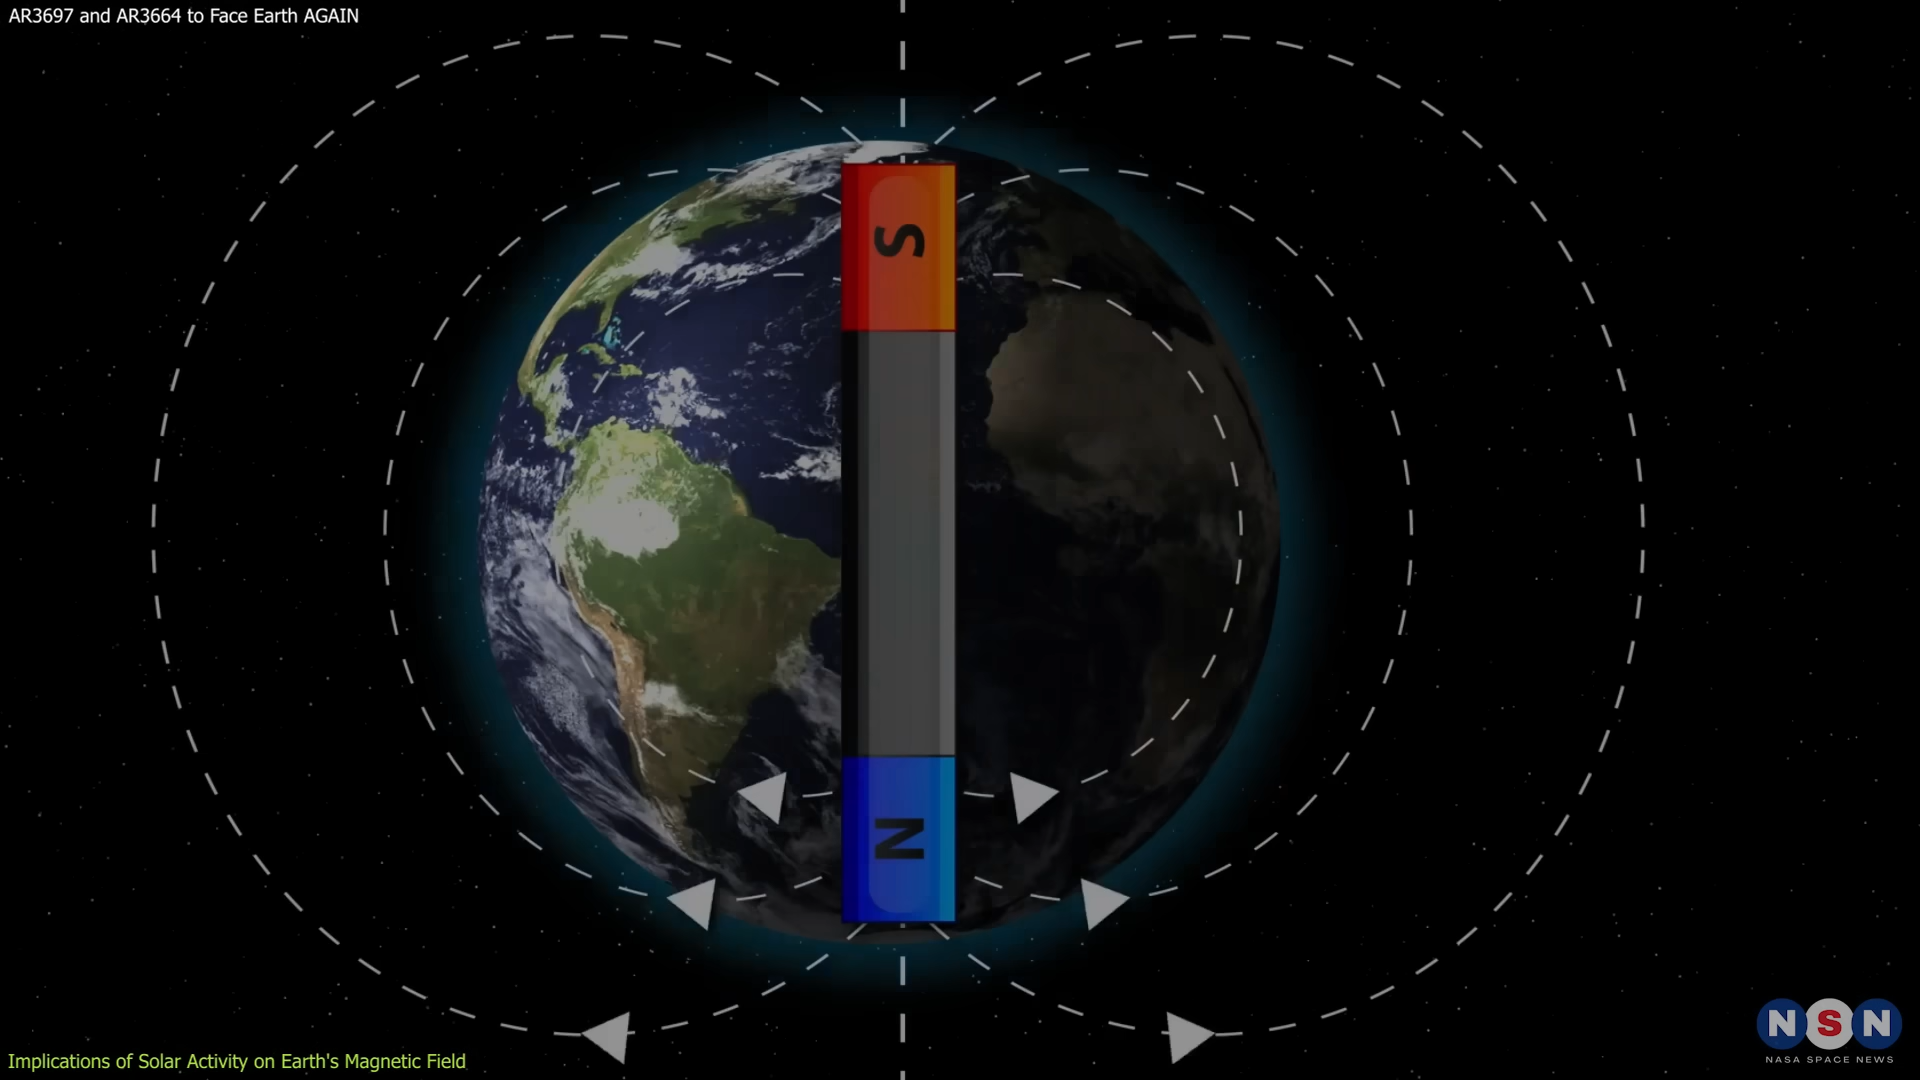 AR3697 and AR3664 to Face Earth AGAIN
S
N
Implications of Solar Activity on Earth's Magnetic Field
NSN
NASA SPACE NEWS